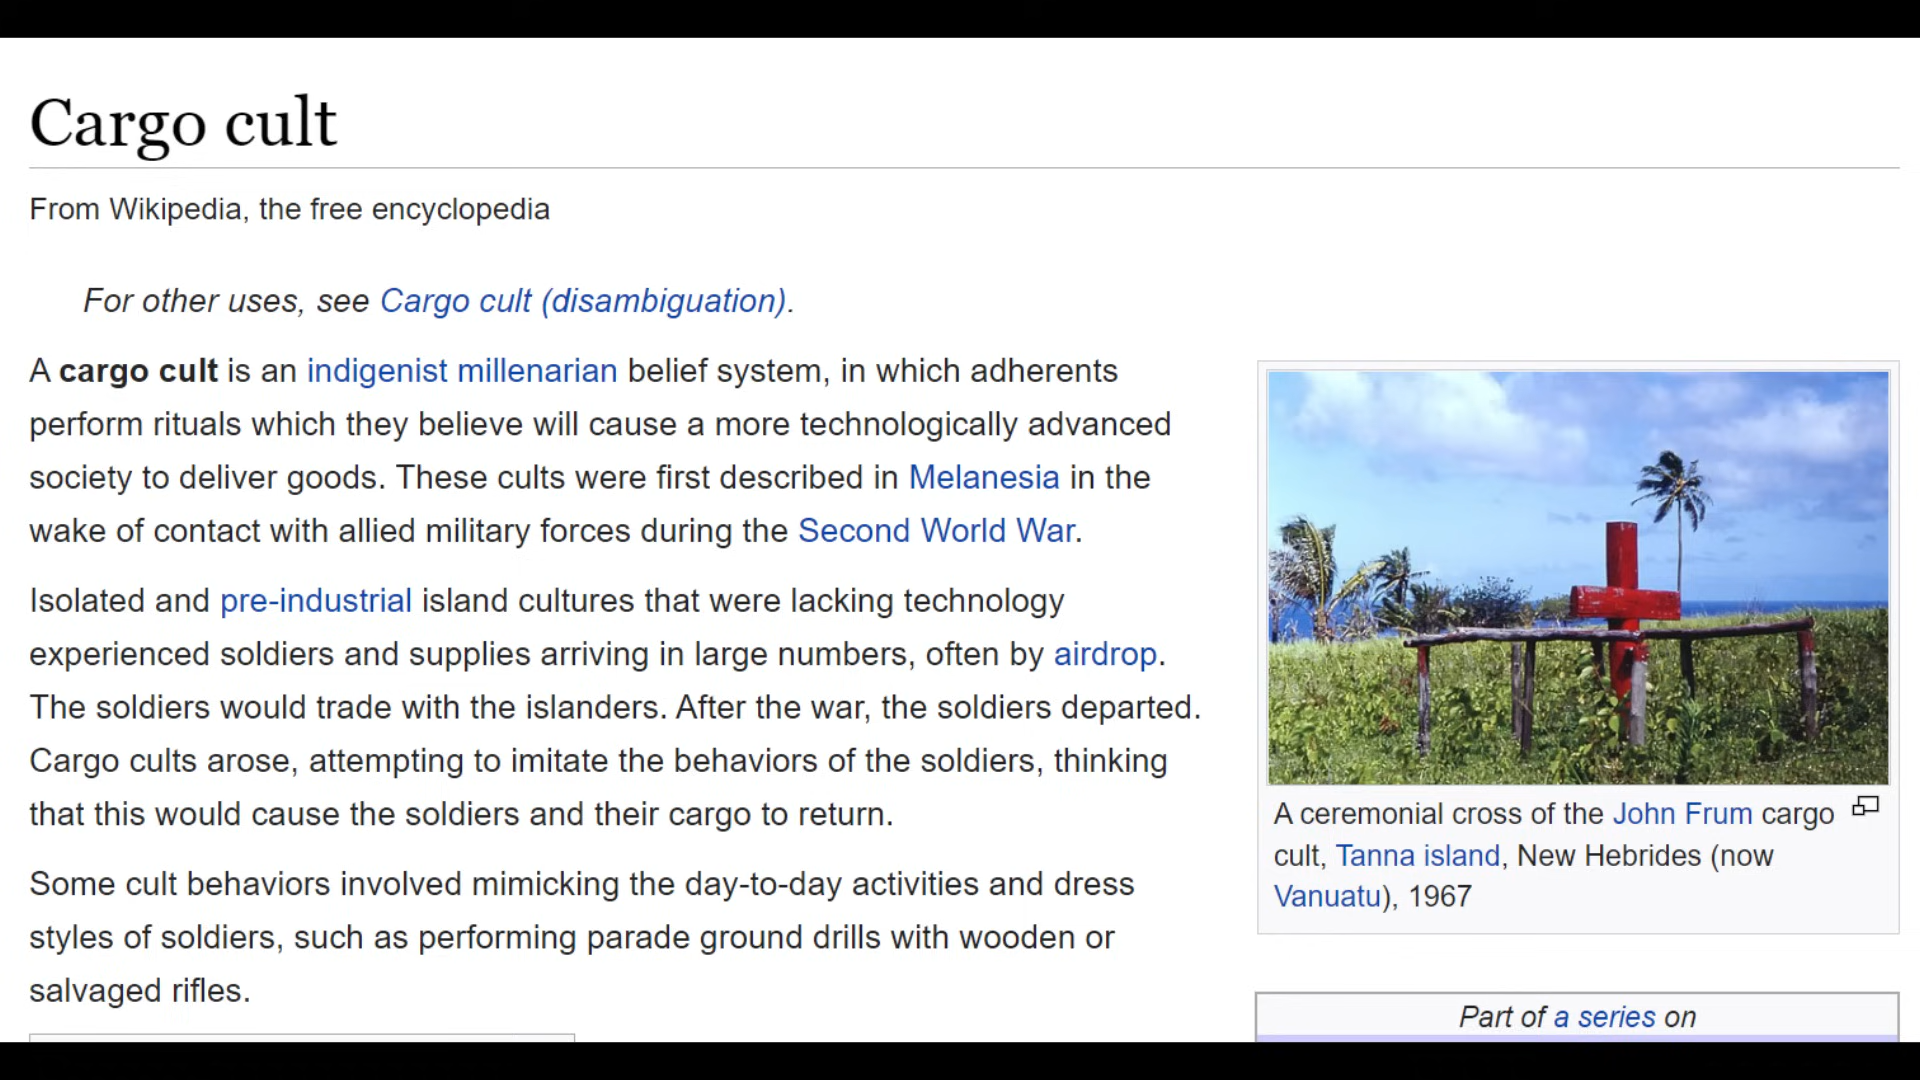 Cargo cult
From Wikipedia, the free encyclopedia
For other uses, see Cargo cult (disambiguation).
A cargo cult is an indigenist millenarian belief system, in which adherents
perform rituals which they believe will cause a more technologically advanced
society to deliver goods. These cults were first described in Melanesia in the
wake of contact with allied military forces during the Second World War.
Isolated and pre-industrial island cultures that were lacking technology
experienced soldiers and supplies arriving in large numbers, often by airdrop.
The soldiers would trade with the islanders. After the war, the soldiers departed.
Cargo cults arose, attempting to imitate the behaviors of the soldiers, thinking
that this would cause the soldiers and their cargo to return.
Some cult behaviors involved mimicking the day-to-day activities and dress
styles of soldiers, such as performing parade ground drills with wooden or
salvaged rifles.
A ceremonial cross of the John Frum cargo
cult, Tanna island, New Hebrides (now
Vanuatu), 1967
Part of a series on